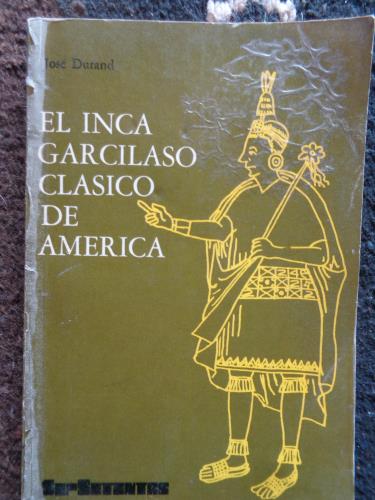 José Durand
EL INCA
GARCILASO
CLASICO
DE
AMERICA
SepSetentas